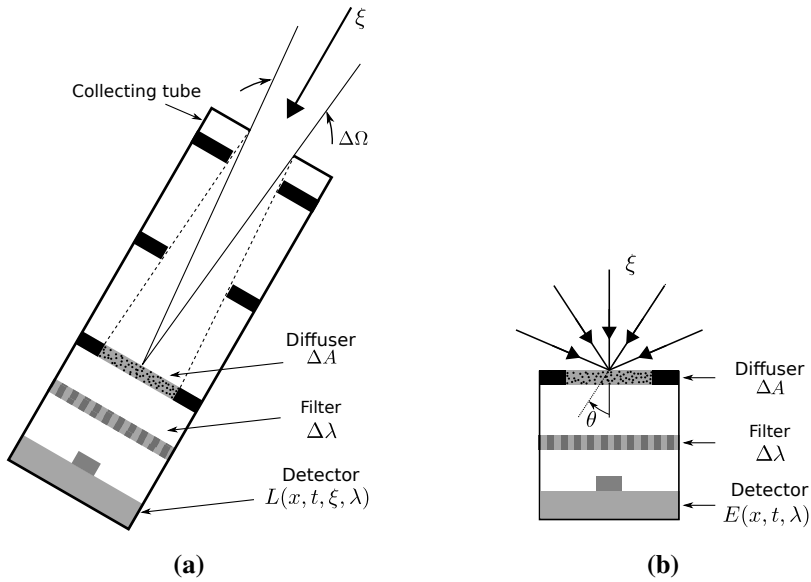 ξ
Collecting tube
ΔΩ
Diffuser
ΔA
Filter
Δλ
Detector
L(x, t, ξ, λ)
(a)
ξ
θ
Diffuser
ΔA
Filter
Δλ
Detector
E(x, t, λ)
(b)